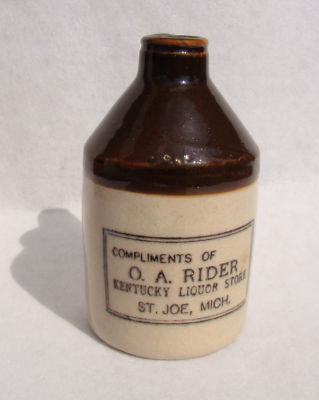 COMPLIMENTS OF
O. A. RIDER
KENTUCKY LIQUOR STORE
ST. JOE, MICH.